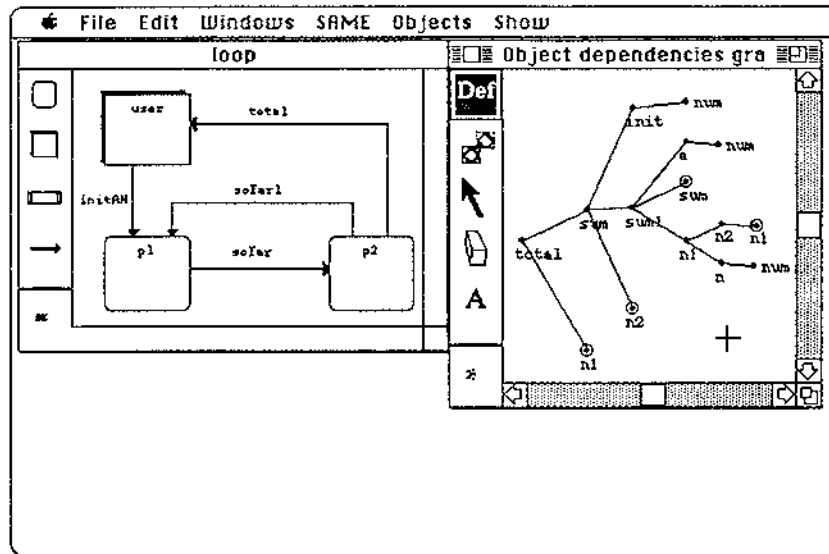 File Edit Windows SAME Objects Show
loop
Object dependencies gra
Def
A
user
total
initAN
sofar1
p1
sofar
p2
num
init
a
num
sum
sum
sum1
n2
n1
total
n1
n
num
n2
n1